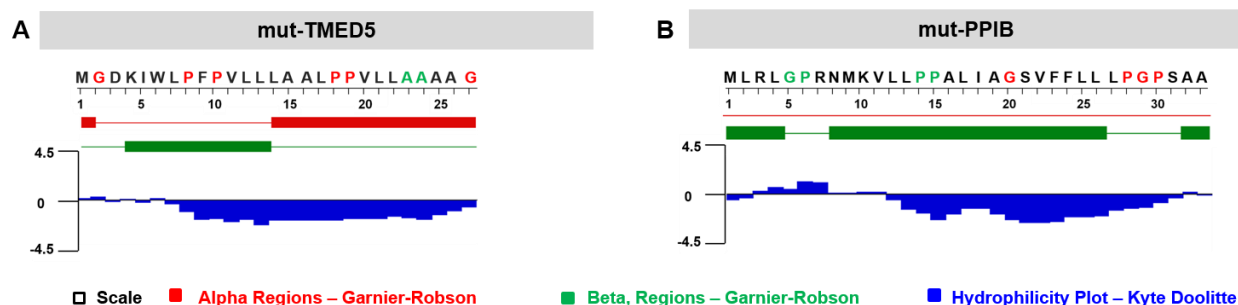 A mut-TMED5
M G D K I W L P F P V L L L A A L P P V L L A A A A G
1 5 10 15 20 25
4.5
0
-4.5
B mut-PPIB
M L R L G P R N M K V L L P P A L I A G S V F F L L L P G P S A A
1 5 10 15 20 25 30
4.5
0
-4.5
Scale Alpha Regions – Garnier-Robson Beta, Regions – Garnier-Robson Hydrophilicity Plot – Kyte Doolitte